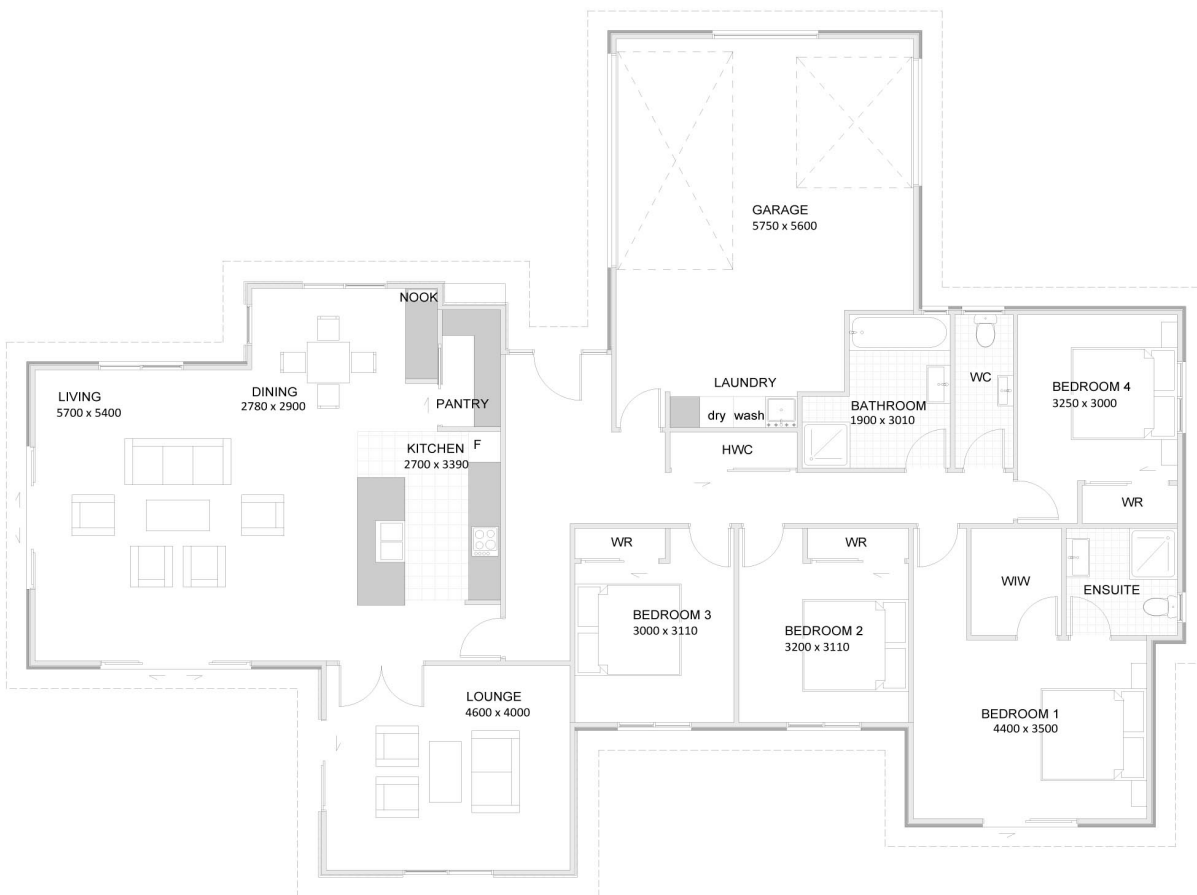 GARAGE
5750 x 5600
NOOK
LIVING
5700 x 5400
DINING
2780 x 2900
PANTRY
KITCHEN
2700 x 3390
F
LAUNDRY
dry wash
HWC
BATHROOM
1900 x 3010
WC
BEDROOM 4
3250 x 3000
WR
WR
WR
WIW
ENSUITE
BEDROOM 3
3000 x 3110
BEDROOM 2
3200 x 3110
LOUNGE
4600 x 4000
BEDROOM 1
4400 x 3500